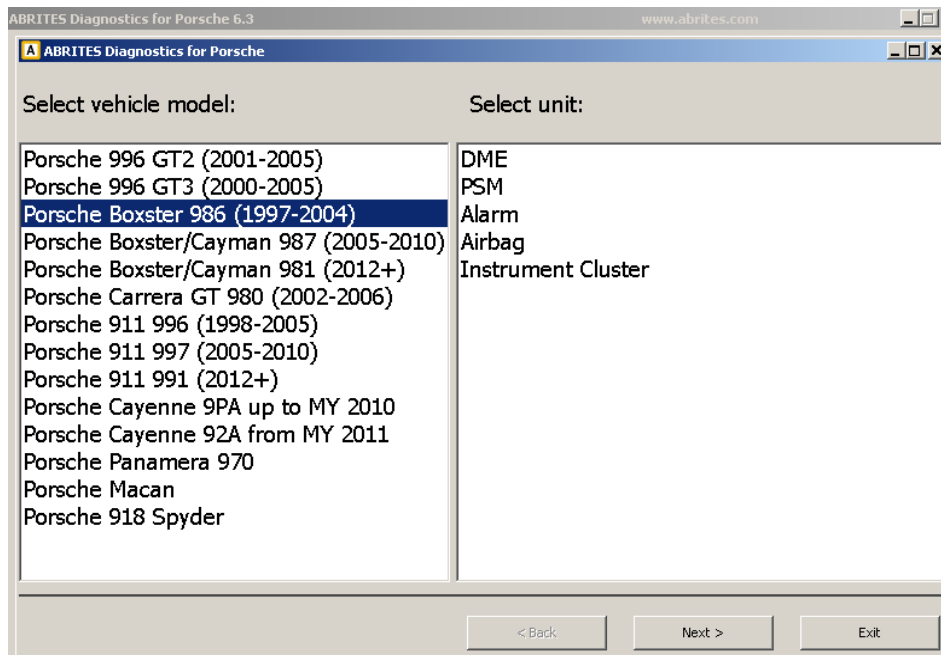 ABRITES Diagnostics for Porsche 6.3 www.abrites.com
A ABRITES Diagnostics for Porsche
Select vehicle model:
Porsche 996 GT2 (2001-2005)
Porsche 996 GT3 (2000-2005)
Porsche Boxster 986 (1997-2004)
Porsche Boxster/Cayman 987 (2005-2010)
Porsche Boxster/Cayman 981 (2012+)
Porsche Carrera GT 980 (2002-2006)
Porsche 911 996 (1998-2005)
Porsche 911 997 (2005-2010)
Porsche 911 991 (2012+)
Porsche Cayenne 9PA up to MY 2010
Porsche Cayenne 92A from MY 2011
Porsche Panamera 970
Porsche Macan
Porsche 918 Spyder
Select unit:
DME
PSM
Alarm
Airbag
Instrument Cluster
< Back
Next >
Exit